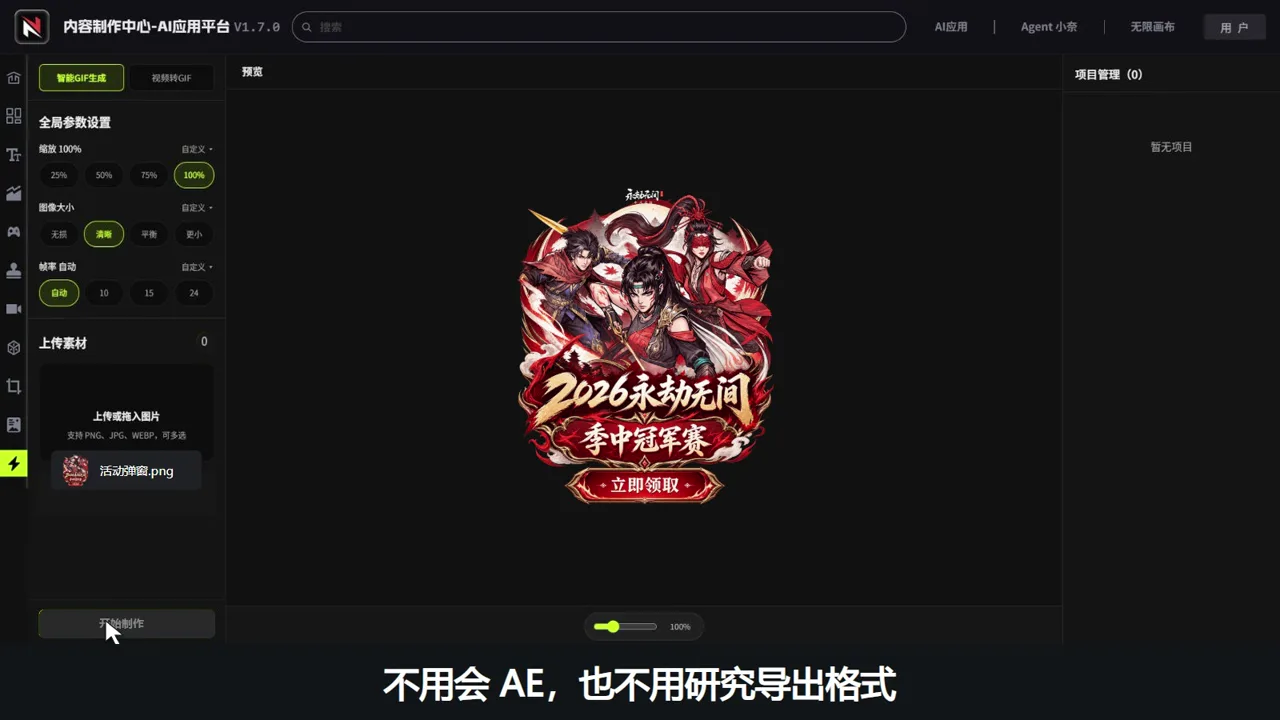 内容制作中心-AI应用平台 V1.7.0
搜索
AI应用
Agent 小奈
无限画布
用 户
智能GIF生成
视频转GIF
全局参数设置
缩放 100%
自定义
25%
50%
75%
100%
图像大小
自定义
无损
清晰
平衡
更小
帧率 自动
自定义
自动
10
15
24
上传素材
0
上传或拖入图片
支持 PNG、JPG、WEBP，可多选
活动弹窗.png
开始制作
预览
永劫无间
2026永劫无间
季中冠军赛
立即领取
100%
项目管理（0）
暂无项目
不用会 AE，也不用研究导出格式